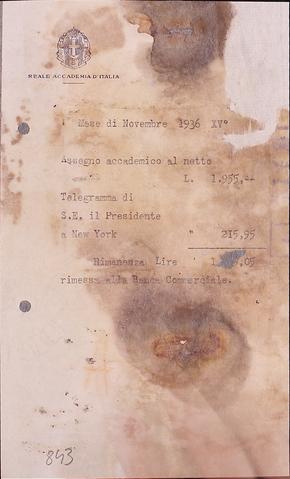 REALE ACCADEMIA D'ITALIA
Mese di Novembre 1936 XV°
Assegno accademico al netto
L. 1.955,--
Telegramma di
S.E. il Presidente
a New York " 215,95
Rimanenza Lire
rimessa alla Banca Commerciale.
843